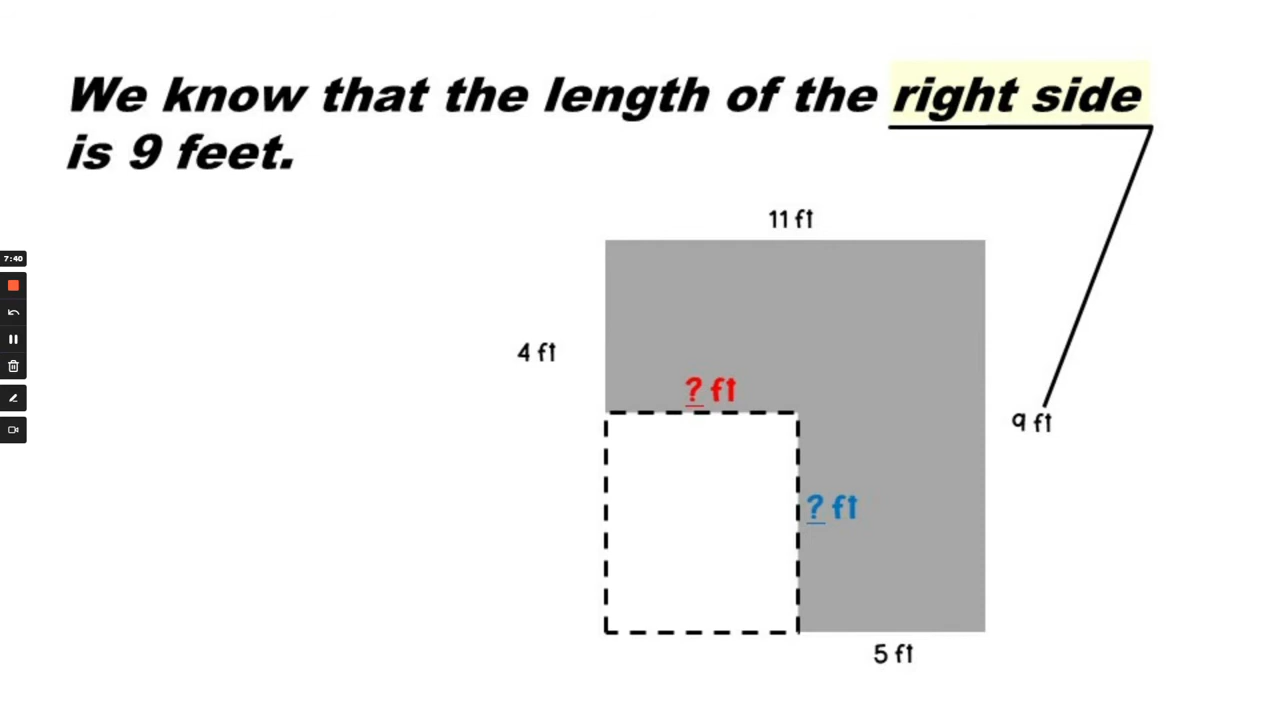 We know that the length of the right side
is 9 feet.
11 ft
7:40
4 ft
? ft
9 ft
? ft
5 ft